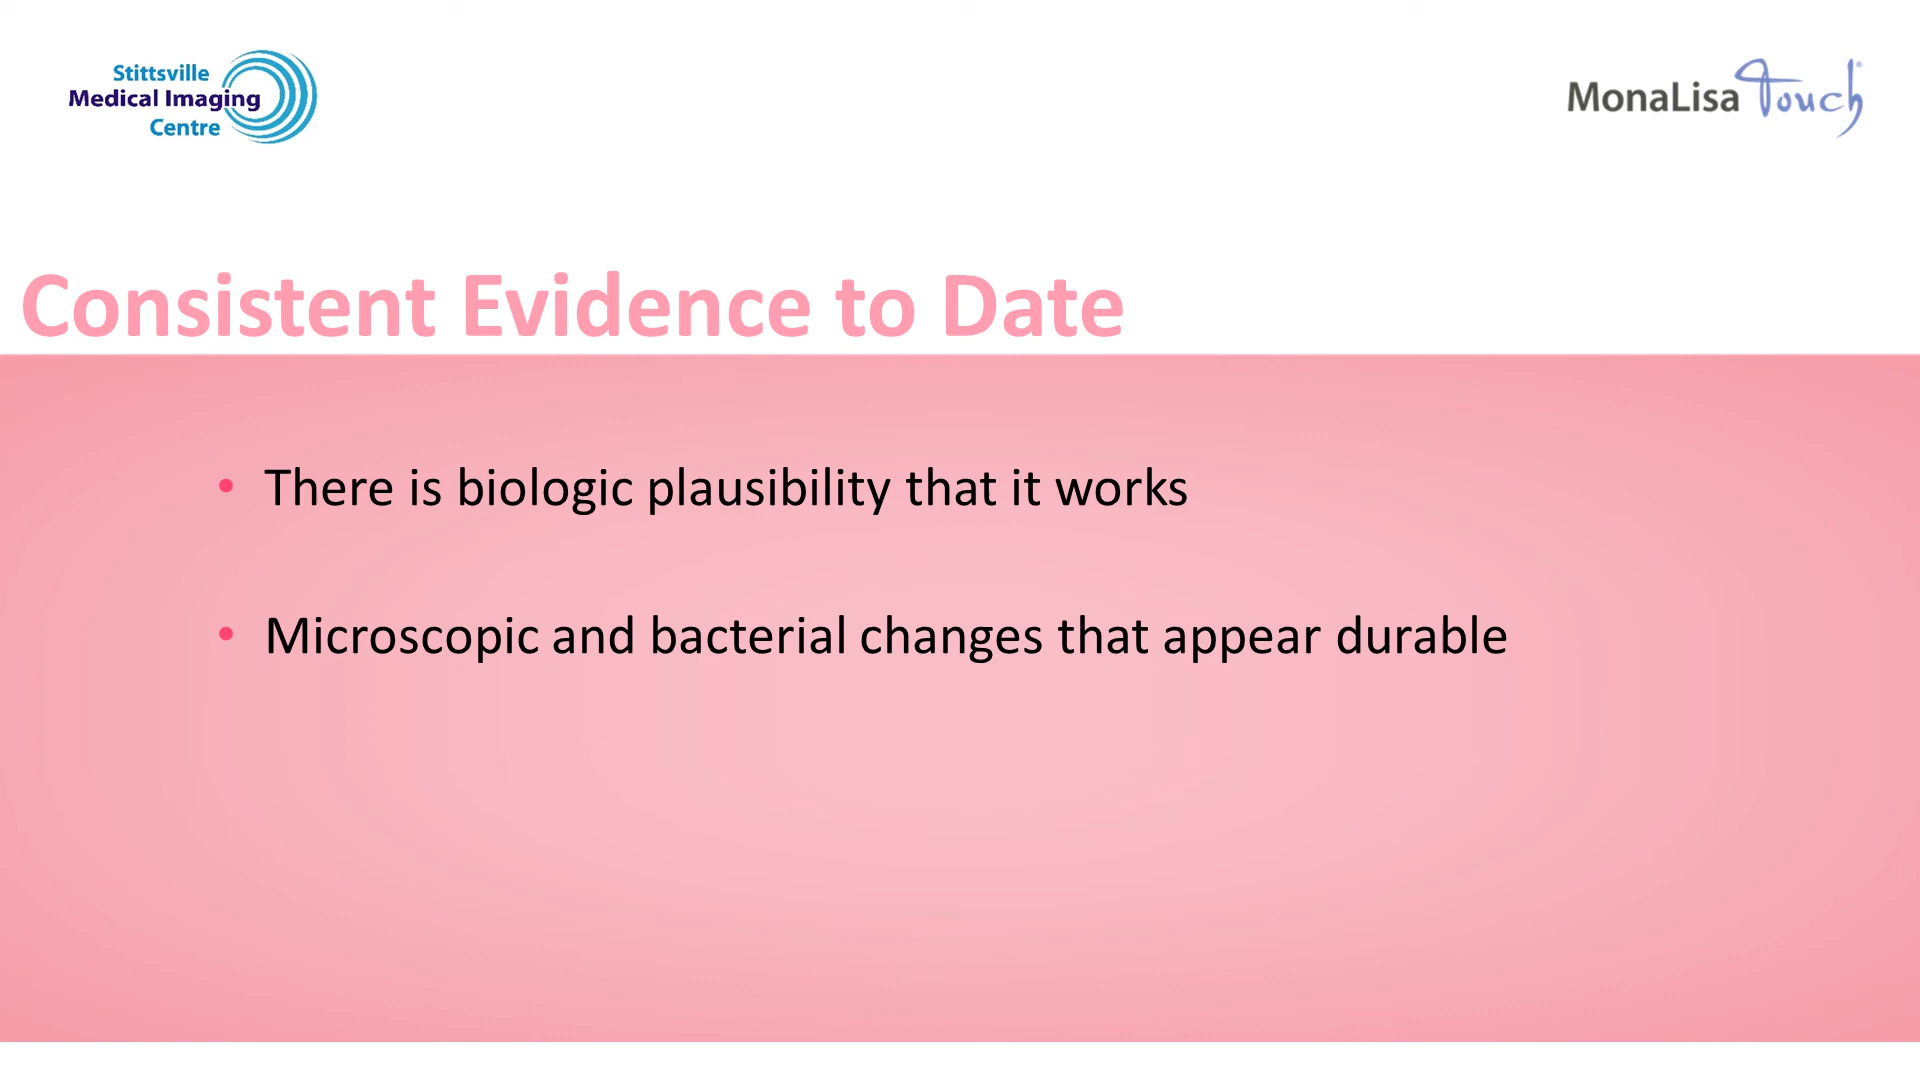 Stittsville
Medical Imaging
Centre
MonaLisa Touch®
Consistent Evidence to Date
• There is biologic plausibility that it works
• Microscopic and bacterial changes that appear durable